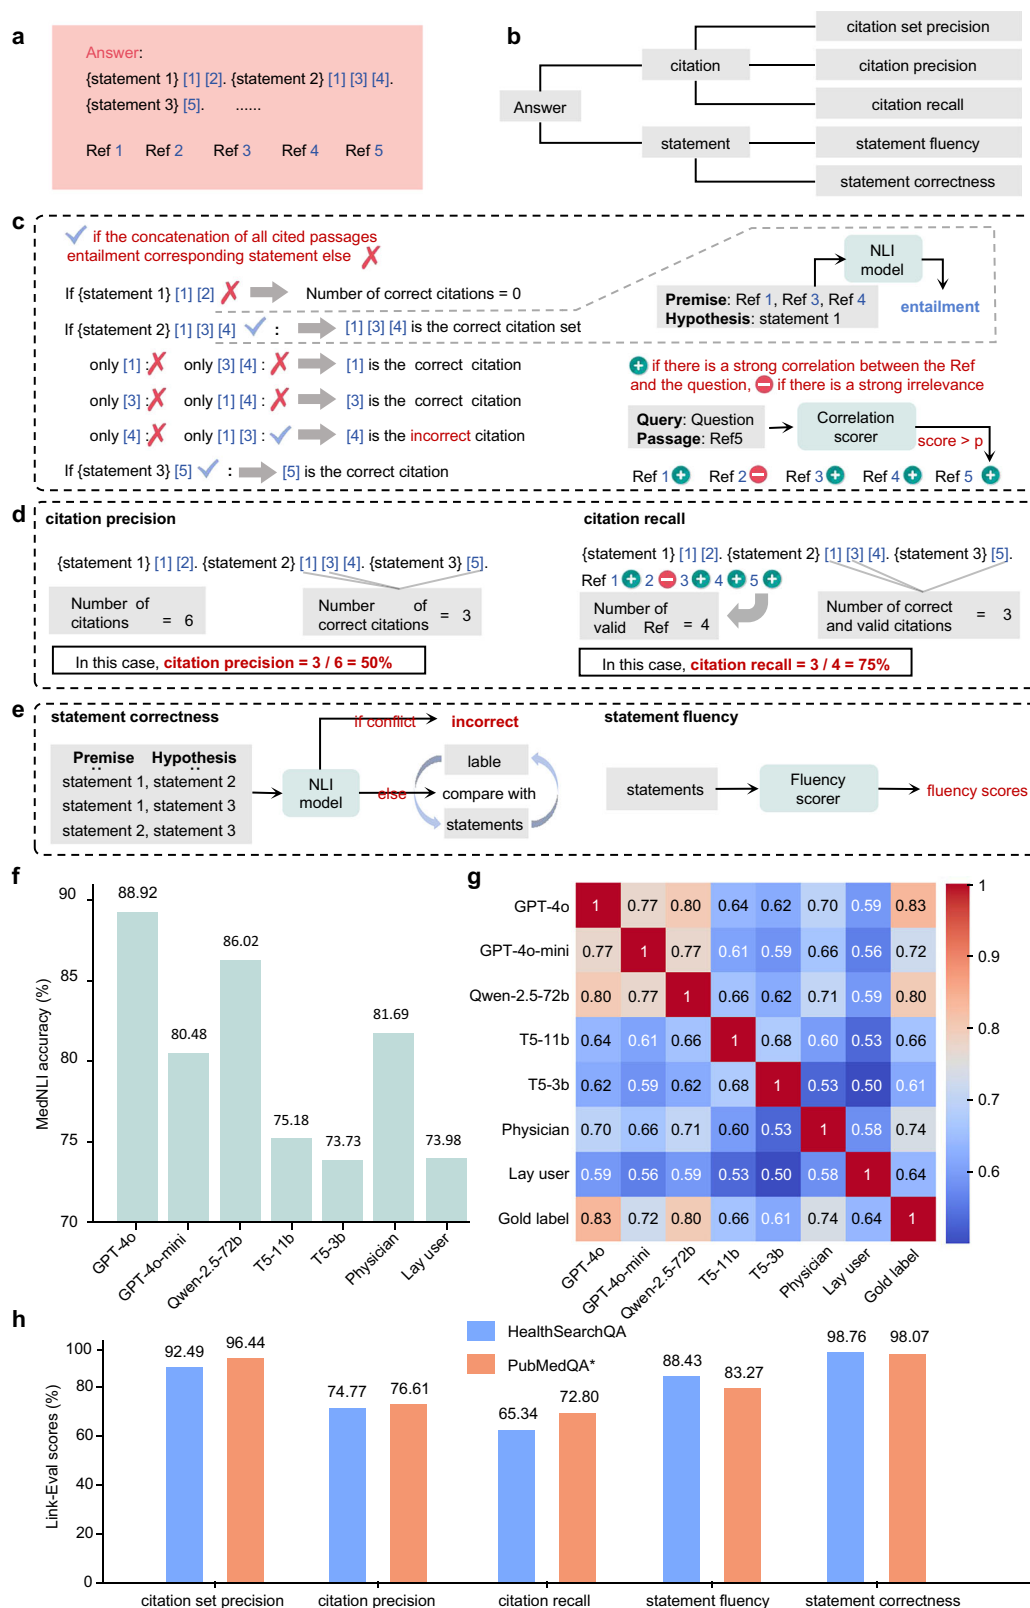 a
Answer:
{statement 1} [1] [2]. {statement 2} [1] [3] [4].
{statement 3} [5]. ......
Ref 1 Ref 2 Ref 3 Ref 4 Ref 5
b
Answer
citation
statement
citation set precision
citation precision
citation recall
statement fluency
statement correctness
c
if the concatenation of all cited passages
entailment corresponding statement else
If {statement 1} [1] [2] Number of correct citations = 0
If {statement 2} [1] [3] [4] : [1] [3] [4] is the correct citation set
only [1] : only [3] [4] : [1] is the correct citation
only [3] : only [1] [4] : [3] is the correct citation
only [4] : only [1] [3] : [4] is the incorrect citation
If {statement 3} [5] : [5] is the correct citation
NLI
model
Premise: Ref 1, Ref 3, Ref 4
Hypothesis: statement 1
entailment
if there is a strong correlation between the Ref
and the question, if there is a strong irrelevance
Query: Question
Passage: Ref5
Correlation
scorer
score > p
Ref 1 Ref 2 Ref 3 Ref 4 Ref 5
d
citation precision
{statement 1} [1] [2]. {statement 2} [1] [3] [4]. {statement 3} [5].
Number of
citations = 6
Number of
correct citations = 3
In this case, citation precision = 3 / 6 = 50%
citation recall
{statement 1} [1] [2]. {statement 2} [1] [3] [4]. {statement 3} [5].
Ref 1 2 3 4 5
Number of
valid Ref = 4
Number of correct
and valid citations = 3
In this case, citation recall = 3 / 4 = 75%
e
statement correctness
Premise Hypothesis
statement 1, statement 2
statement 1, statement 3
statement 2, statement 3
NLI
model
if conflict
incorrect
else
lable
compare with
statements
statement fluency
statements
Fluency
scorer
fluency scores
f
MedNLI accuracy (%)
90
85
80
75
70
88.92
80.48
86.02
75.18
73.73
81.69
73.98
GPT-4o
GPT-4o-mini
Qwen-2.5-72b
T5-11b
T5-3b
Physician
Lay user
g
GPT-4o 1 0.77 0.80 0.64 0.62 0.70 0.59 0.83
GPT-4o-mini 0.77 1 0.77 0.61 0.59 0.66 0.56 0.72
Qwen-2.5-72b 0.80 0.77 1 0.66 0.62 0.71 0.59 0.80
T5-11b 0.64 0.61 0.66 1 0.68 0.60 0.53 0.66
T5-3b 0.62 0.59 0.62 0.68 1 0.53 0.50 0.61
Physician 0.70 0.66 0.71 0.60 0.53 1 0.58 0.74
Lay user 0.59 0.56 0.59 0.53 0.50 0.58 1 0.64
Gold label 0.83 0.72 0.80 0.66 0.61 0.74 0.64 1
GPT-4o
GPT-4o-mini
Qwen-2.5-72b
T5-11b
T5-3b
Physician
Lay user
Gold label
1
0.9
0.8
0.7
0.6
h
Link-Eval scores (%)
100
80
60
40
20
0
HealthSearchQA
PubMedQA*
92.49 96.44
74.77 76.61
65.34 72.80
88.43 83.27
98.76 98.07
citation set precision
citation precision
citation recall
statement fluency
statement correctness